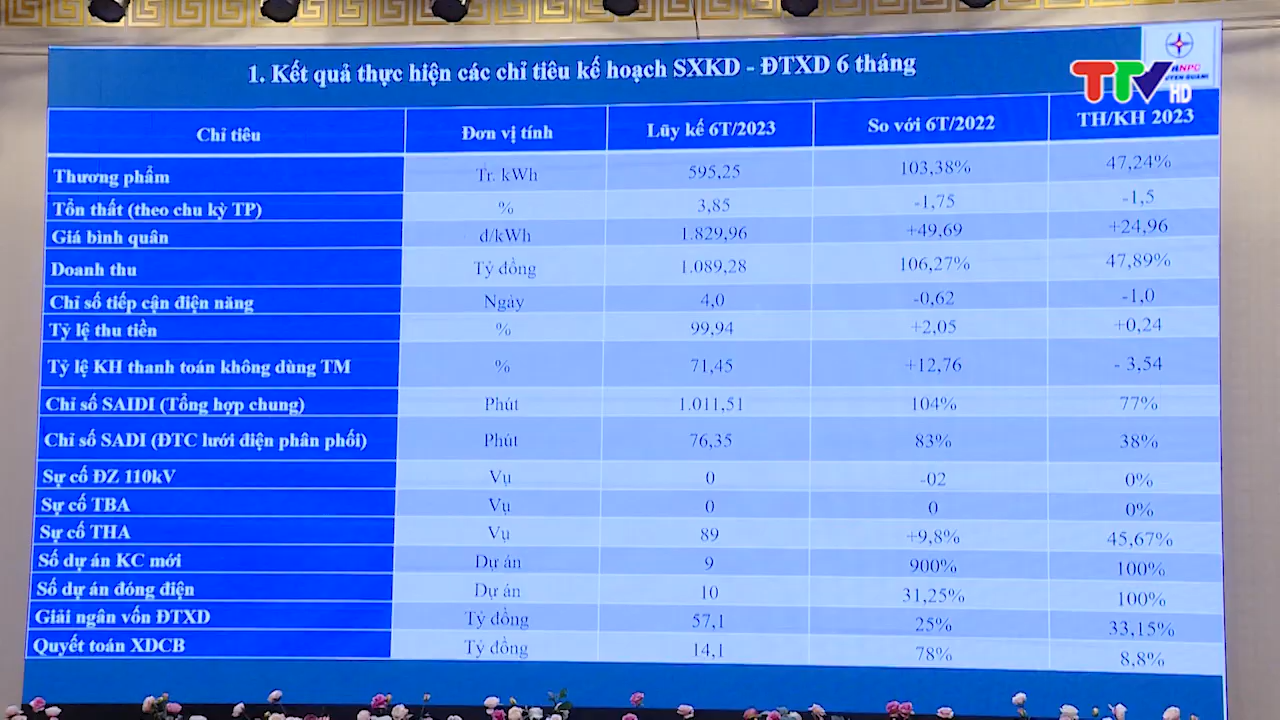 1. Kết quả thực hiện các chỉ tiêu kế hoạch SXKD - ĐTXD 6 tháng
NPC
TTV HD
Chỉ tiêu Đơn vị tính Lũy kế 6T/2023 So với 6T/2022 TH/KH 2023
Thương phẩm Tr. kWh 595,25 103,38% 47,24%
Tổn thất (theo chu kỳ TP) % 3,85 -1,75 -1,5
Giá bình quân đ/kWh 1.829,96 +49,69 +24,96
Doanh thu Tỷ đồng 1.089,28 106,27% 47,89%
Chỉ số tiếp cận điện năng Ngày 4,0 -0,62 -1,0
Tỷ lệ thu tiền % 99,94 +2,05 +0,24
Tỷ lệ KH thanh toán không dùng TM % 71,45 +12,76 - 3,54
Chỉ số SAIDI (Tổng hợp chung) Phút 1.011,51 104% 77%
Chỉ số SADI (ĐTC lưới điện phân phối) Phút 76,35 83% 38%
Sự cố ĐZ 110kV Vụ 0 -02 0%
Sự cố TBA Vụ 0 0 0%
Sự cố THA Vụ 89 +9,8% 45,67%
Số dự án KC mới Dự án 9 900% 100%
Số dự án đóng điện Dự án 10 31,25% 100%
Giải ngân vốn ĐTXD Tỷ đồng 57,1 25% 33,15%
Quyết toán XDCB Tỷ đồng 14,1 78% 8,8%